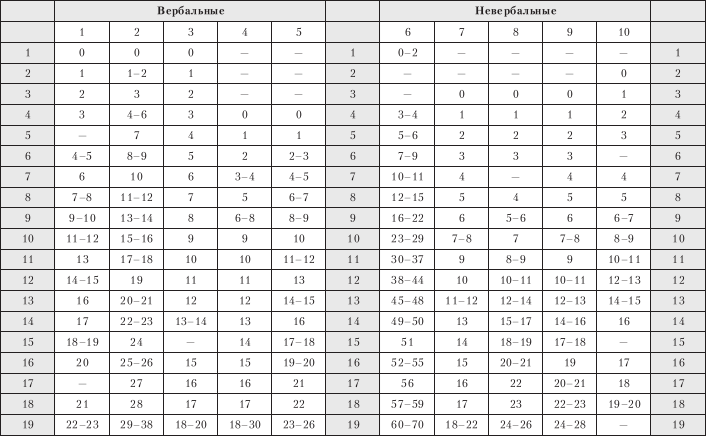 Вербальные Невербальные
1 2 3 4 5 6 7 8 9 10
1 0 0 0 — — 1 0–2 — — — — 1
2 1 1–2 1 — — 2 — — — — 0 2
3 2 3 2 — — 3 — 0 0 0 1 3
4 3 4–6 3 0 0 4 3–4 1 1 1 2 4
5 — 7 4 1 1 5 5–6 2 2 2 3 5
6 4–5 8–9 5 2 2–3 6 7–9 3 3 3 — 6
7 6 10 6 3–4 4–5 7 10–11 4 — 4 4 7
8 7–8 11–12 7 5 6–7 8 12–15 5 4 5 5 8
9 9–10 13–14 8 6–8 8–9 9 16–22 6 5–6 6 6–7 9
10 11–12 15–16 9 9 10 10 23–29 7–8 7 7–8 8–9 10
11 13 17–18 10 10 11–12 11 30–37 9 8–9 9 10–11 11
12 14–15 19 11 11 13 12 38–44 10 10–11 10–11 12–13 12
13 16 20–21 12 12 14–15 13 45–48 11–12 12–14 12–13 14–15 13
14 17 22–23 13–14 13 16 14 49–50 13 15–17 14–16 16 14
15 18–19 24 — 14 17–18 15 51 14 18–19 17–18 — 15
16 20 25–26 15 15 19–20 16 52–55 15 20–21 19 17 16
17 — 27 16 16 21 17 56 16 22 20–21 18 17
18 21 28 17 17 22 18 57–59 17 23 22–23 19–20 18
19 22–23 29–38 18–20 18–30 23–26 19 60–70 18–22 24–26 24–28 — 19